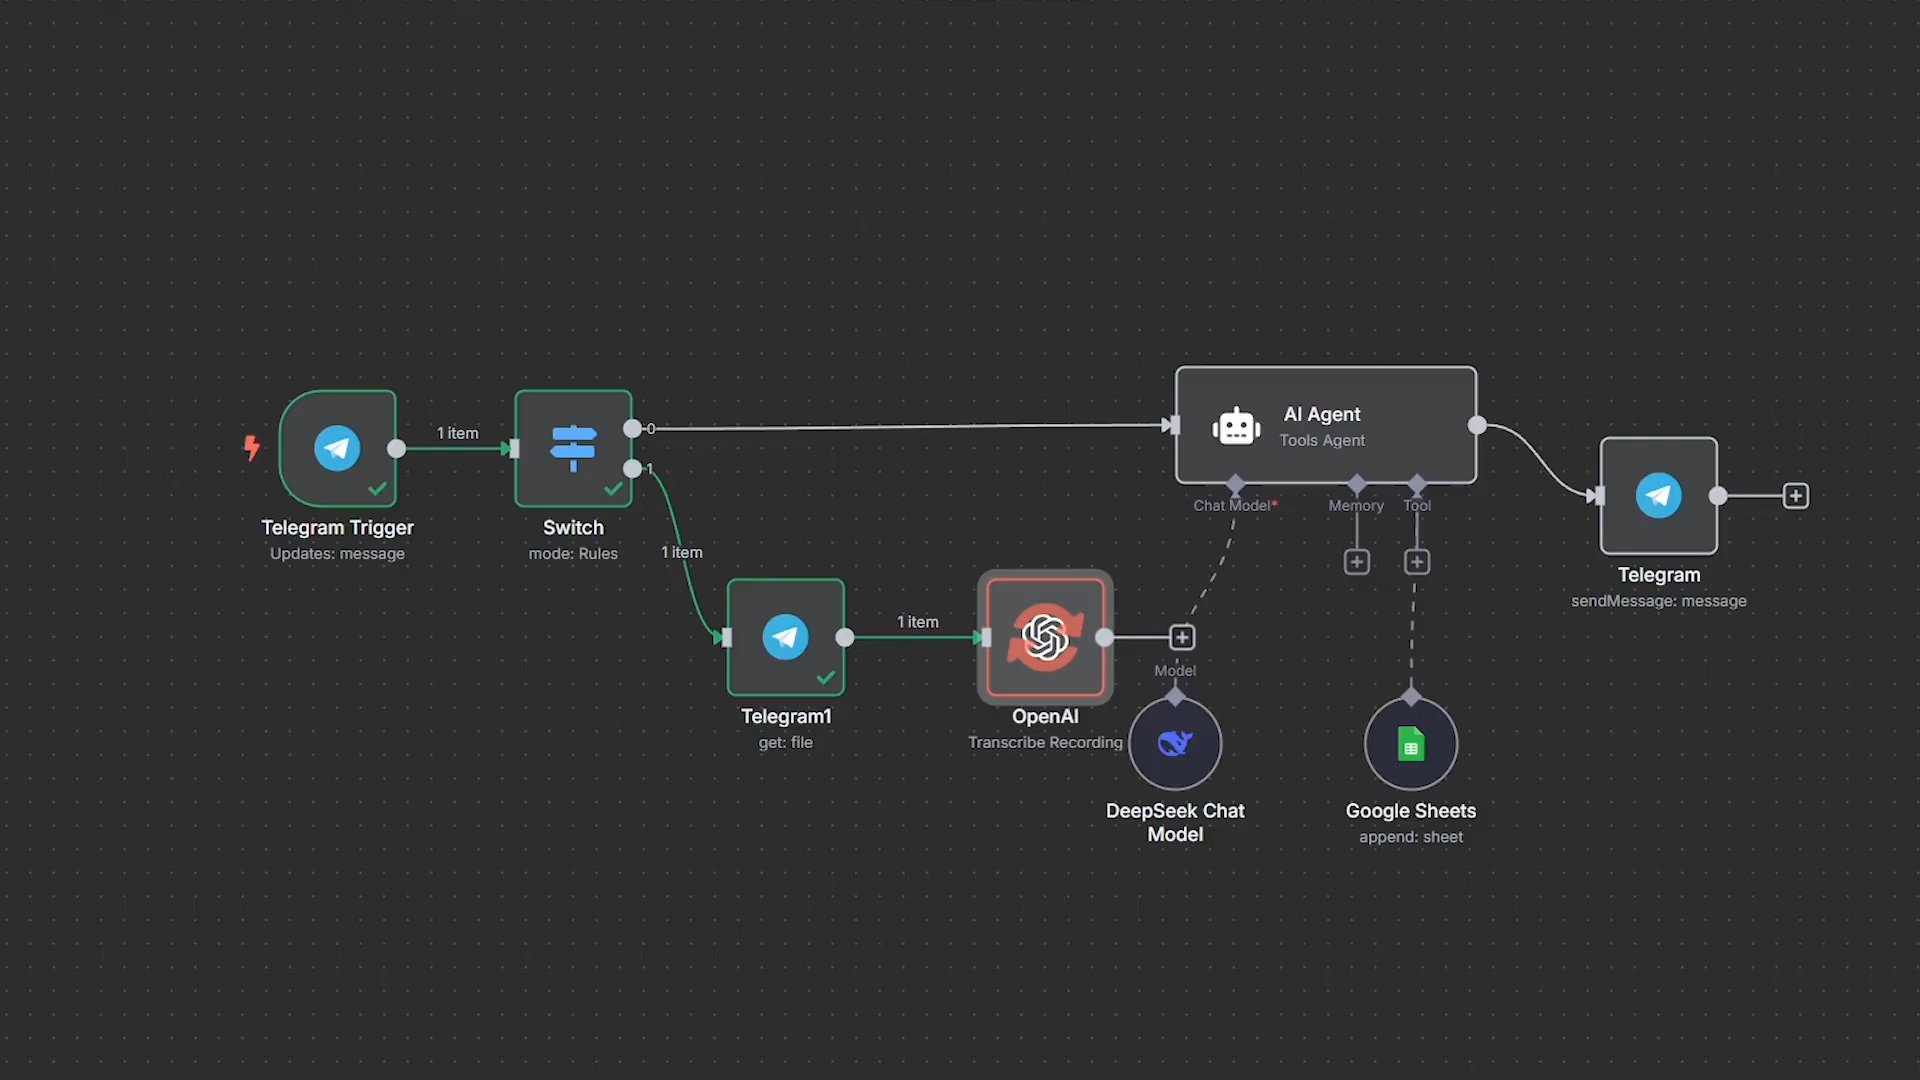 1 item
0
1
Telegram Trigger
Updates: message
Switch
mode: Rules
1 item
AI Agent
Tools Agent
Chat Model*
Memory
Tool
Telegram
sendMessage: message
1 item
Telegram1
get: file
OpenAI
Transcribe Recording
Model
DeepSeek Chat
Model
Google Sheets
append: sheet